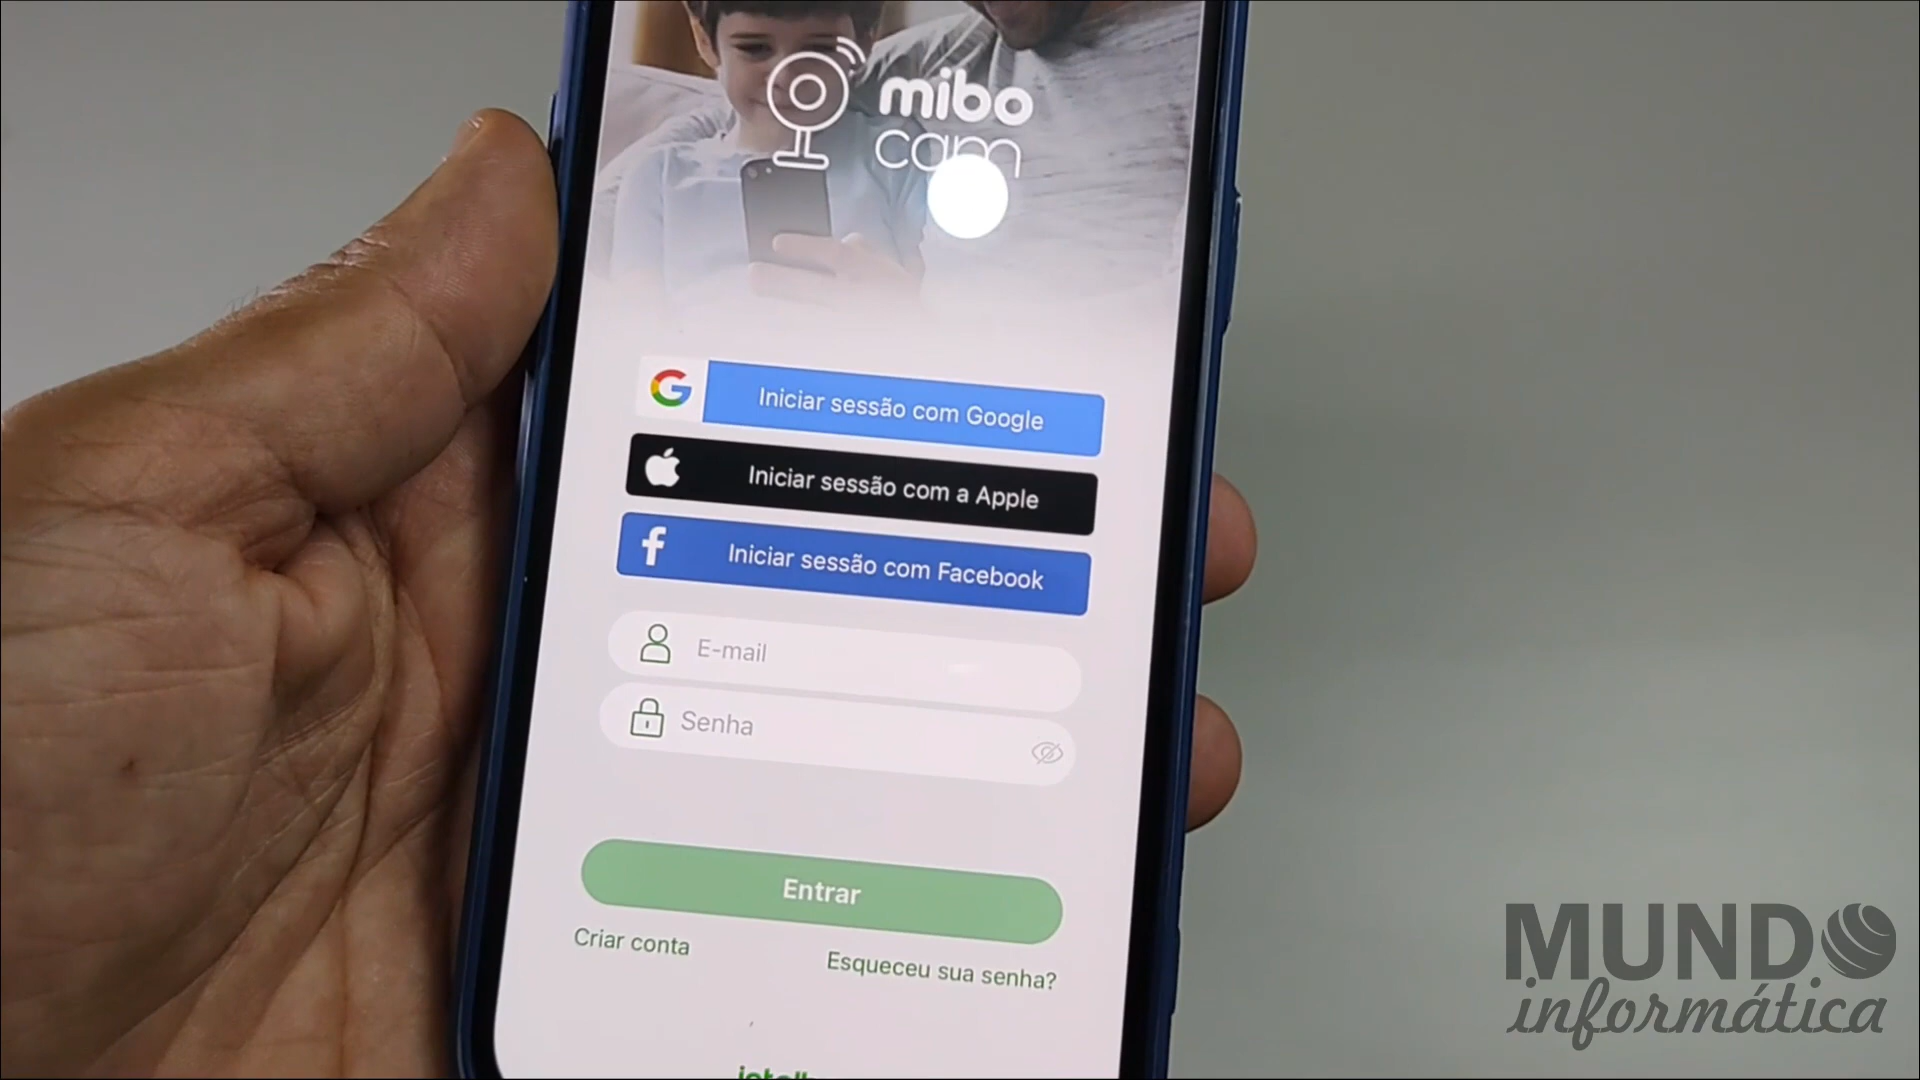 mibo
cam
Iniciar sessão com Google
Iniciar sessão com a Apple
Iniciar sessão com Facebook
E-mail
Senha
Entrar
Criar conta
Esqueceu sua senha?
MUNDO
informática